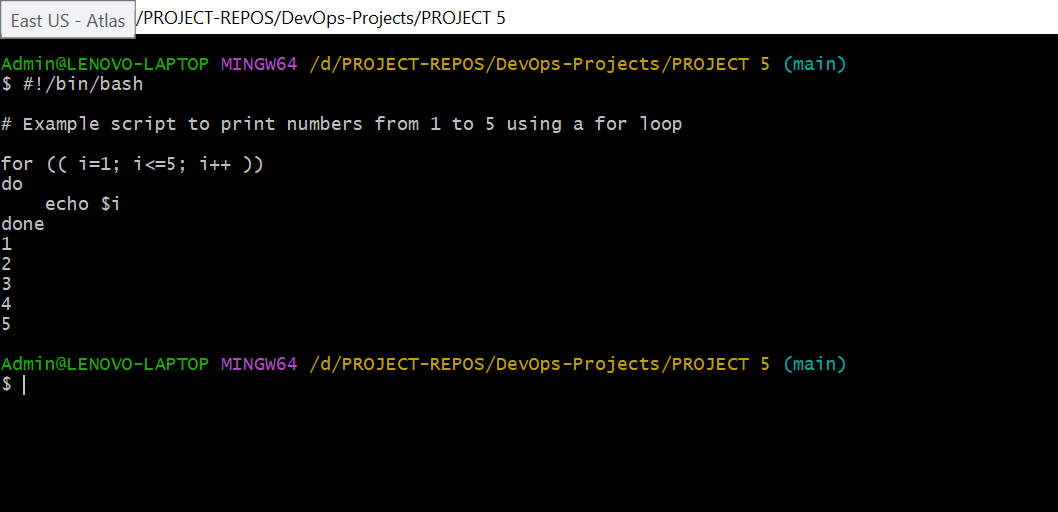 East US - Atlas /PROJECT-REPOS/DevOps-Projects/PROJECT 5
Admin@LENOVO-LAPTOP MINGW64 /d/PROJECT-REPOS/DevOps-Projects/PROJECT 5 (main)
$ #!/bin/bash
# Example script to print numbers from 1 to 5 using a for loop
for (( i=1; i<=5; i++ ))
do
    echo $i
done
1
2
3
4
5
Admin@LENOVO-LAPTOP MINGW64 /d/PROJECT-REPOS/DevOps-Projects/PROJECT 5 (main)
$